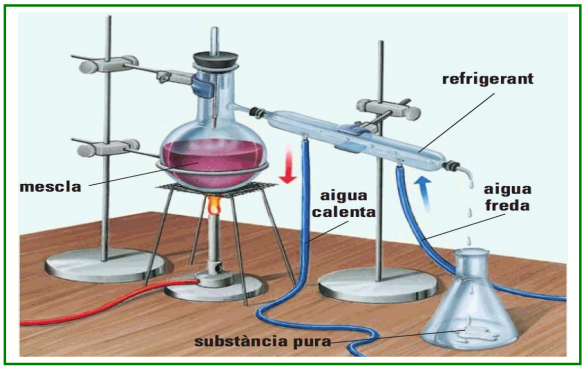 refrigerant
mescla
aigua
calenta
aigua
freda
substància pura